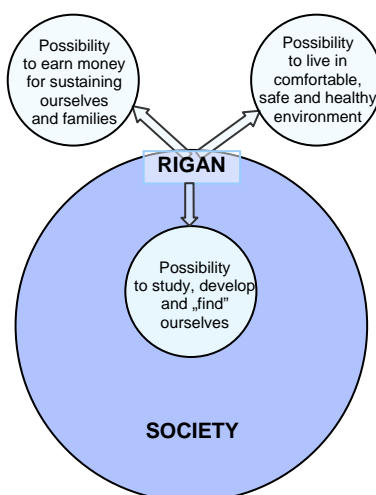 Possibility
to earn money
for sustaining
ourselves
and families
Possibility
to live in
comfortable,
safe and healthy
environment
RIGAN
Possibility
to study, develop
and „find”
ourselves
SOCIETY